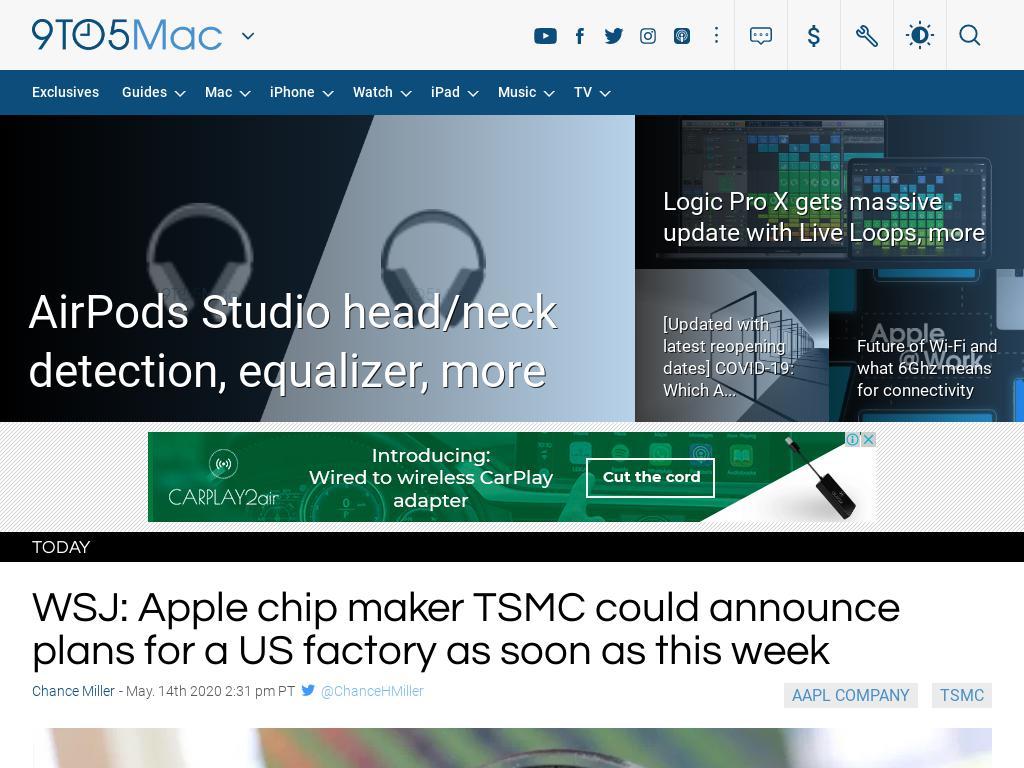 9TO5Mac
Exclusives Guides Mac iPhone Watch iPad Music TV
AirPods Studio head/neck
detection, equalizer, more
Logic Pro X gets massive
update with Live Loops, more
[Updated with
latest reopening
dates] COVID-19:
Which A...
Apple
@Work
Future of Wi-Fi and
what 6Ghz means
for connectivity
CARPLAY2air
Introducing:
Wired to wireless CarPlay
adapter
Cut the cord
TODAY
WSJ: Apple chip maker TSMC could announce
plans for a US factory as soon as this week
Chance Miller - May. 14th 2020 2:31 pm PT @ChanceHMiller
AAPL COMPANY TSMC